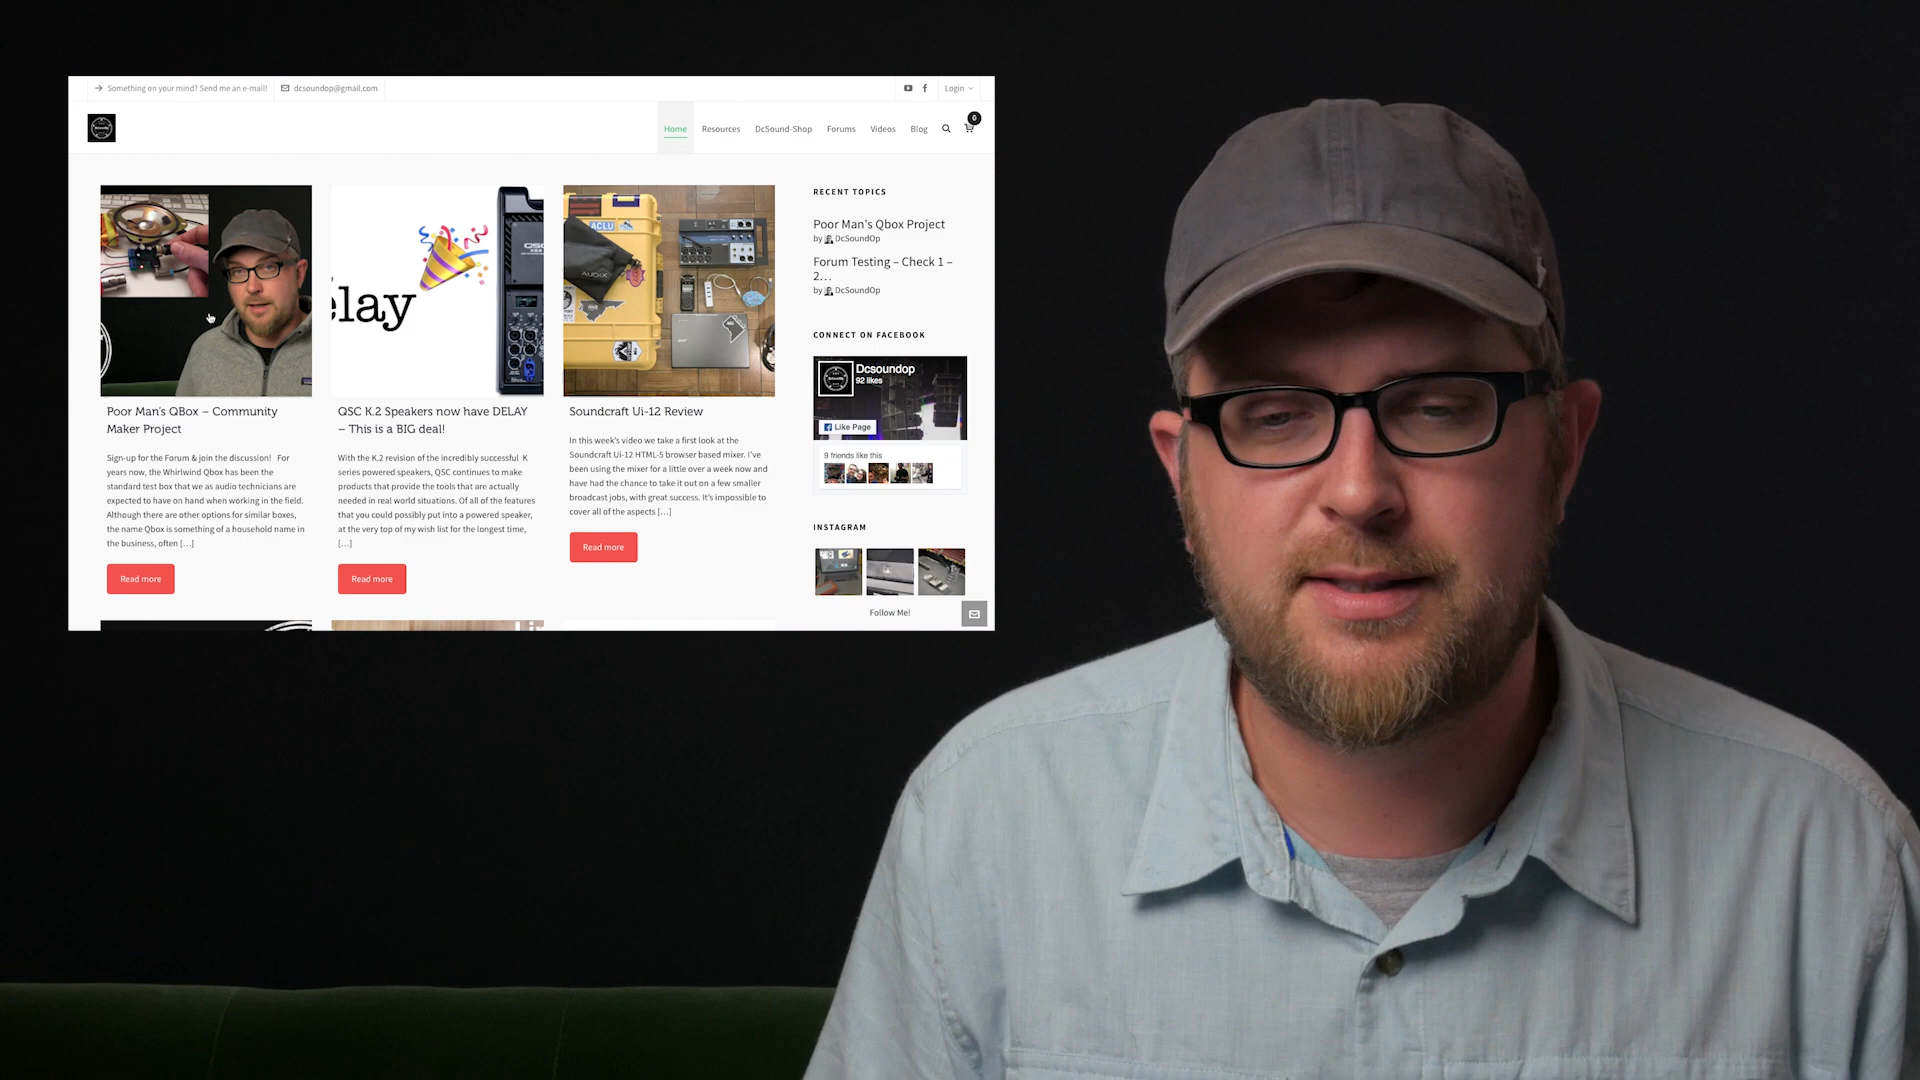 Something on your mind? Send me an e-mail!
dcsoundop@gmail.com
Login
Home
Resources
DcSound-Shop
Forums
Videos
Blog
0
elay
QSC
ACLU
AUDIX
Poor Man's QBox – Community
Maker Project
Sign-up for the Forum & join the discussion! For
years now, the Whirlwind Qbox has been the
standard test box that we as audio technicians are
expected to have on hand when working in the field.
Although there are other options for similar boxes,
the name Qbox is something of a household name in
the business, often […]
Read more
QSC K.2 Speakers now have DELAY
– This is a BIG deal!
With the K.2 revision of the incredibly successful K
series powered speakers, QSC continues to make
products that provide the tools that are actually
needed in real world situations. Of all of the features
that you could possibly put into a powered speaker,
at the very top of my wish list for the longest time,
[…]
Read more
Soundcraft Ui-12 Review
In this week's video we take a first look at the
Soundcraft Ui-12 HTML-5 browser based mixer. I've
been using the mixer for a little over a week now and
have had the chance to take it out on a few smaller
broadcast jobs, with great success. It's impossible to
cover all of the aspects […]
Read more
RECENT TOPICS
Poor Man's Qbox Project
by DcSoundOp
Forum Testing – Check 1 –
2…
by DcSoundOp
CONNECT ON FACEBOOK
Dcsoundop
92 likes
Like Page
9 friends like this
INSTAGRAM
Follow Me!